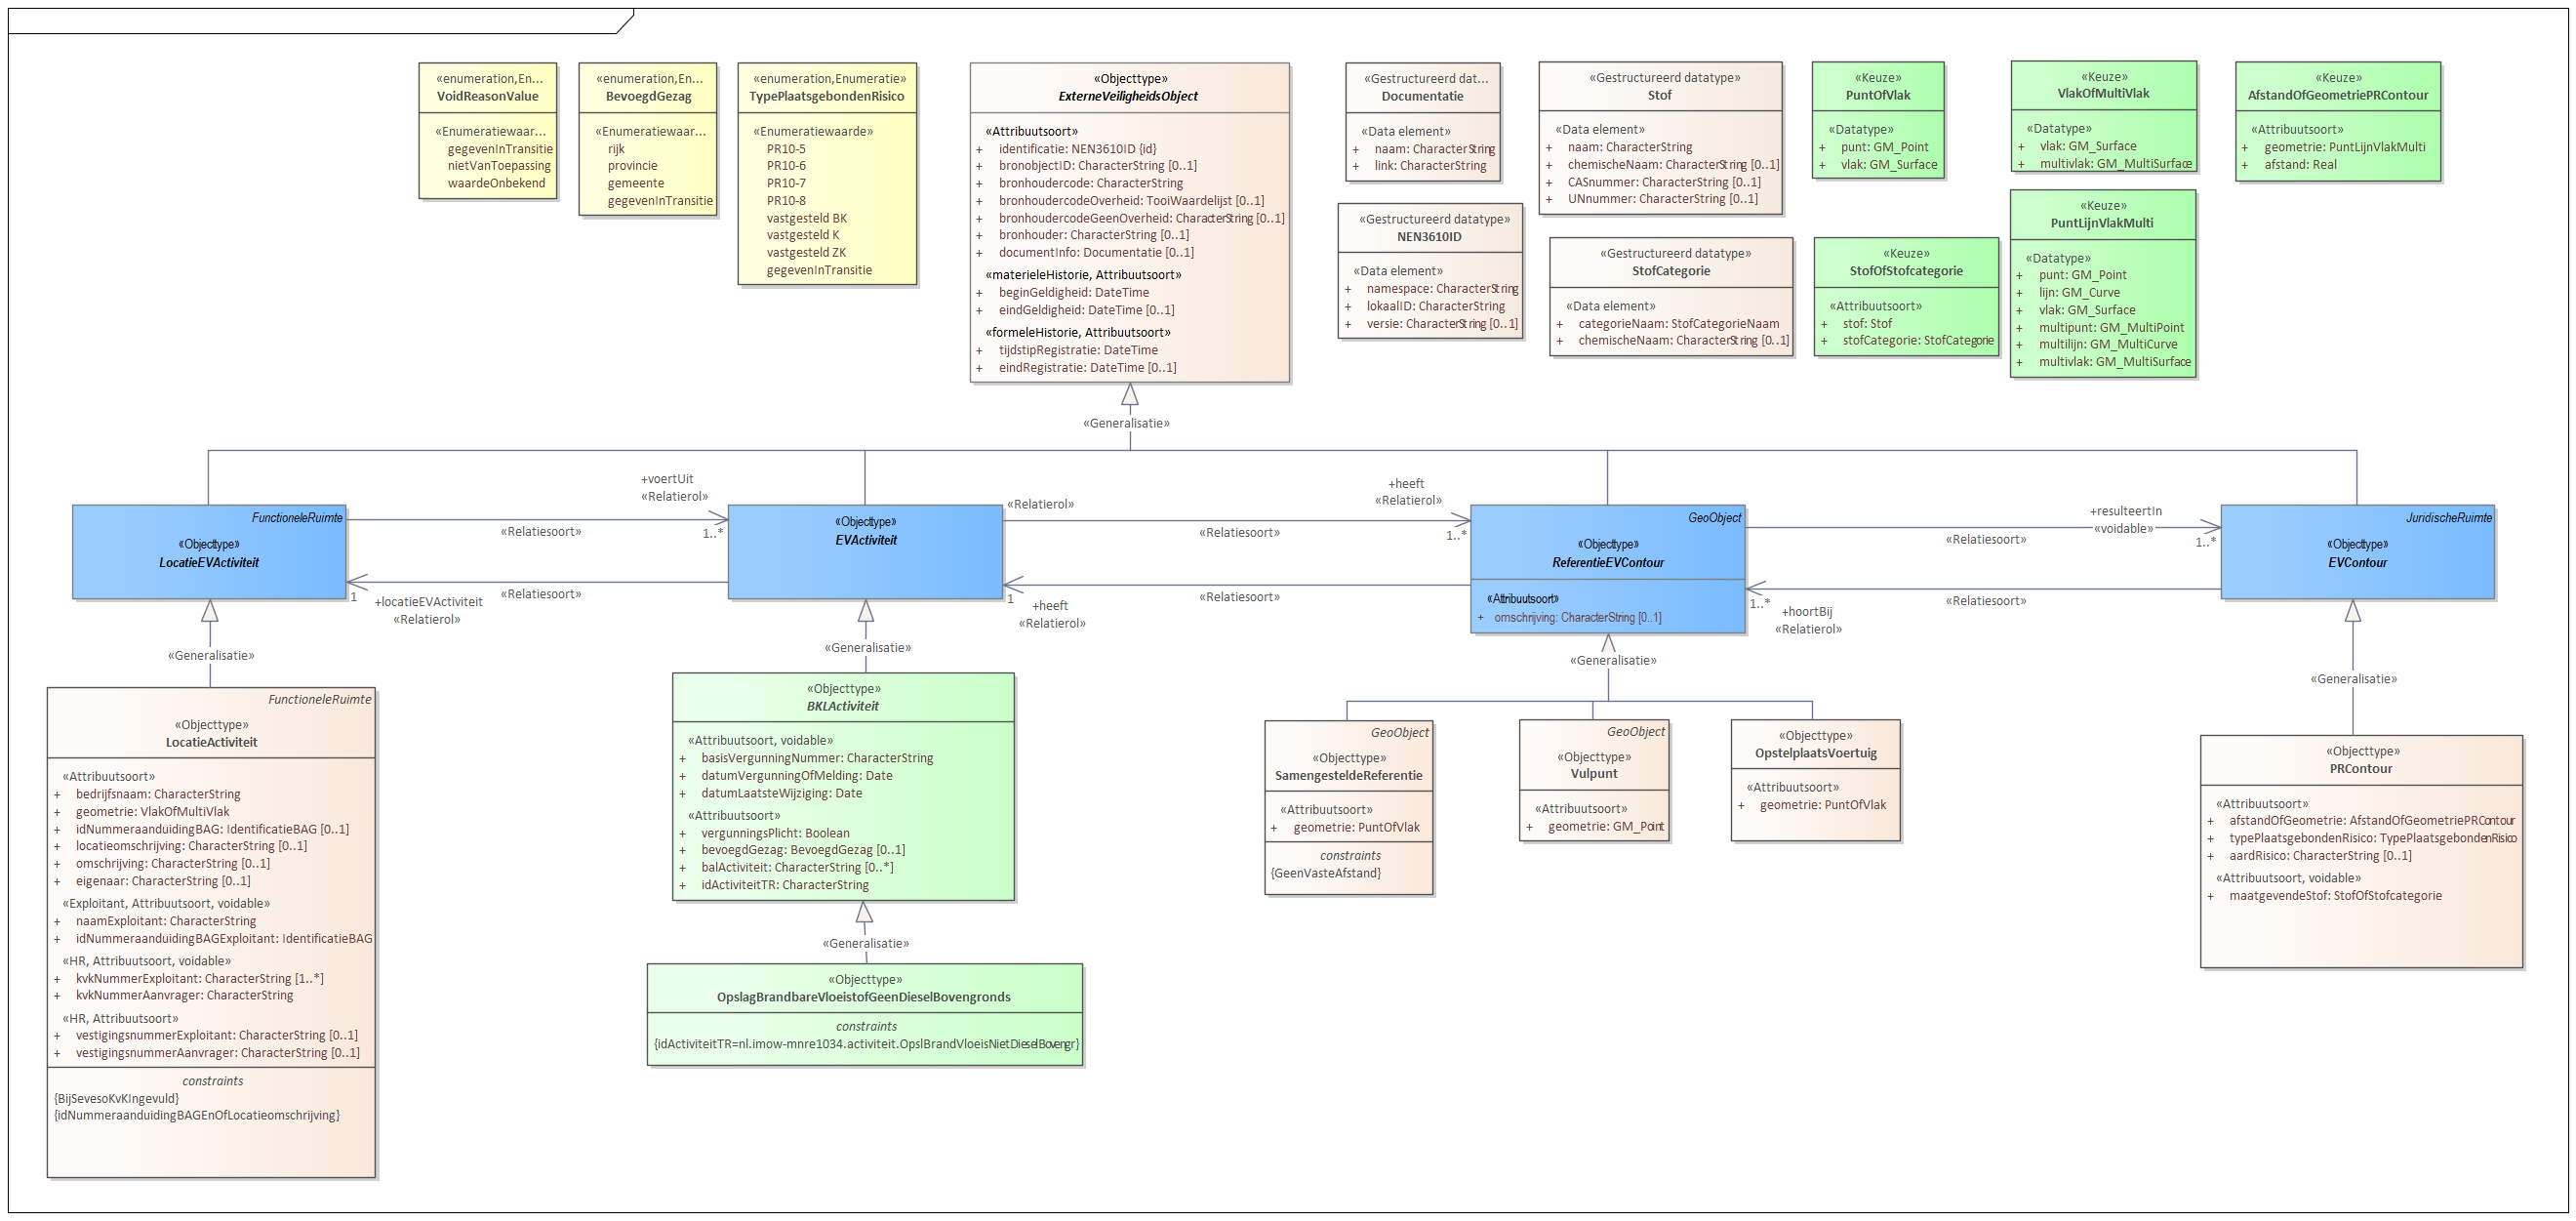 «enumeration,En...
VoidReasonValue
«Enumeratiewaar...
gegevenInTransitie
nietVanToepassing
waardeOnbekend
«enumeration,En...
BevoegdGezag
«Enumeratiewaar...
rijk
provincie
gemeente
gegevenInTransitie
«enumeration,Enumeratie»
TypePlaatsgebondenRisico
«Enumeratiewaarde»
PR10-5
PR10-6
PR10-7
PR10-8
vastgesteld BK
vastgesteld K
vastgesteld ZK
gegevenInTransitie
«Objecttype»
ExterneVeiligheidsObject
«Attribuutsoort»
+ identificatie: NEN3610ID {id}
+ bronobjectID: CharacterString [0..1]
+ bronhoudercode: CharacterString
+ bronhoudercodeOverheid: TooiWaardelijst [0..1]
+ bronhoudercodeGeenOverheid: CharacterString [0..1]
+ bronhouder: CharacterString [0..1]
+ documentInfo: Documentatie [0..1]
«materieleHistorie, Attribuutsoort»
+ beginGeldigheid: DateTime
+ eindGeldigheid: DateTime [0..1]
«formeleHistorie, Attribuutsoort»
+ tijdstipRegistratie: DateTime
+ eindRegistratie: DateTime [0..1]
«Gestructureerd dat...
Documentatie
«Data element»
+ naam: CharacterString
+ link: CharacterString
«Gestructureerd datatype»
NEN3610ID
«Data element»
+ namespace: CharacterString
+ lokaalID: CharacterString
+ versie: CharacterString [0..1]
«Gestructureerd datatype»
Stof
«Data element»
+ naam: CharacterString
+ chemischeNaam: CharacterString [0..1]
+ CASnummer: CharacterString [0..1]
+ UNnummer: CharacterString [0..1]
«Gestructureerd datatype»
StofCategorie
«Data element»
+ categorieNaam: StofCategorieNaam
+ chemischeNaam: CharacterString [0..1]
«Keuze»
PuntOfVlak
«Datatype»
+ punt: GM_Point
+ vlak: GM_Surface
«Keuze»
StofOfStofcategorie
«Attribuutsoort»
+ stof: Stof
+ stofCategorie: StofCategorie
«Keuze»
VlakOfMultiVlak
«Datatype»
+ vlak: GM_Surface
+ multivlak: GM_MultiSurface
«Keuze»
PuntLijnVlakMulti
«Datatype»
+ punt: GM_Point
+ lijn: GM_Curve
+ vlak: GM_Surface
+ multipunt: GM_MultiPoint
+ multilijn: GM_MultiCurve
+ multivlak: GM_MultiSurface
«Keuze»
AfstandOfGeometriePRContour
«Attribuutsoort»
+ geometrie: PuntLijnVlakMulti
+ afstand: Real
«Generalisatie»
FunctioneleRuimte
«Objecttype»
LocatieEVActiviteit
+voertUit
«Relatierol»
«Relatiesoort»
1..*
«Relatiesoort»
1
+locatieEVActiviteit
«Relatierol»
«Objecttype»
EVActiviteit
«Relatierol»
+heeft
«Relatierol»
«Relatiesoort»
1..*
«Relatiesoort»
1
+heeft
«Relatierol»
GeoObject
«Objecttype»
ReferentieEVContour
«Attribuutsoort»
+ omschrijving: CharacterString [0..1]
+resulteertIn
«voidable»
«Relatiesoort»
1..*
«Relatiesoort»
1..*
+hoortBij
«Relatierol»
JuridischeRuimte
«Objecttype»
EVContour
«Generalisatie»
«Generalisatie»
«Generalisatie»
«Generalisatie»
FunctioneleRuimte
«Objecttype»
LocatieActiviteit
«Attribuutsoort»
+ bedrijfsnaam: CharacterString
+ geometrie: VlakOfMultiVlak
+ idNummeraanduidingBAG: IdentificatieBAG [0..1]
+ locatieomschrijving: CharacterString [0..1]
+ omschrijving: CharacterString [0..1]
+ eigenaar: CharacterString [0..1]
«Exploitant, Attribuutsoort, voidable»
+ naamExploitant: CharacterString
+ idNummeraanduidingBAGExploitant: IdentificatieBAG
«HR, Attribuutsoort, voidable»
+ kvkNummerExploitant: CharacterString [1..*]
+ kvkNummerAanvrager: CharacterString
«HR, Attribuutsoort»
+ vestigingsnummerExploitant: CharacterString [0..1]
+ vestigingsnummerAanvrager: CharacterString [0..1]
constraints
{BijSevesoKvKIngevuld}
{idNummeraanduidingBAGEnOfLocatieomschrijving}
«Objecttype»
BKLActiviteit
«Attribuutsoort, voidable»
+ basisVergunningNummer: CharacterString
+ datumVergunningOfMelding: Date
+ datumLaatsteWijziging: Date
«Attribuutsoort»
+ vergunningsPlicht: Boolean
+ bevoegdGezag: BevoegdGezag [0..1]
+ balActiviteit: CharacterString [0..*]
+ idActiviteitTR: CharacterString
«Generalisatie»
«Objecttype»
OpslagBrandbareVloeistofGeenDieselBovengronds
constraints
{idActiviteitTR=nl.imow-mnre1034.activiteit.OpslBrandVloeisNietDieselBovengr}
GeoObject
«Objecttype»
SamengesteldeReferentie
«Attribuutsoort»
+ geometrie: PuntOfVlak
constraints
{GeenVasteAfstand}
GeoObject
«Objecttype»
Vulpunt
«Attribuutsoort»
+ geometrie: GM_Point
«Objecttype»
OpstelplaatsVoertuig
«Attribuutsoort»
+ geometrie: PuntOfVlak
«Objecttype»
PRContour
«Attribuutsoort»
+ afstandOfGeometrie: AfstandOfGeometriePRContour
+ typePlaatsgebondenRisico: TypePlaatsgebondenRisico
+ aardRisico: CharacterString [0..1]
«Attribuutsoort, voidable»
+ maatgevendeStof: StofOfStofcategorie